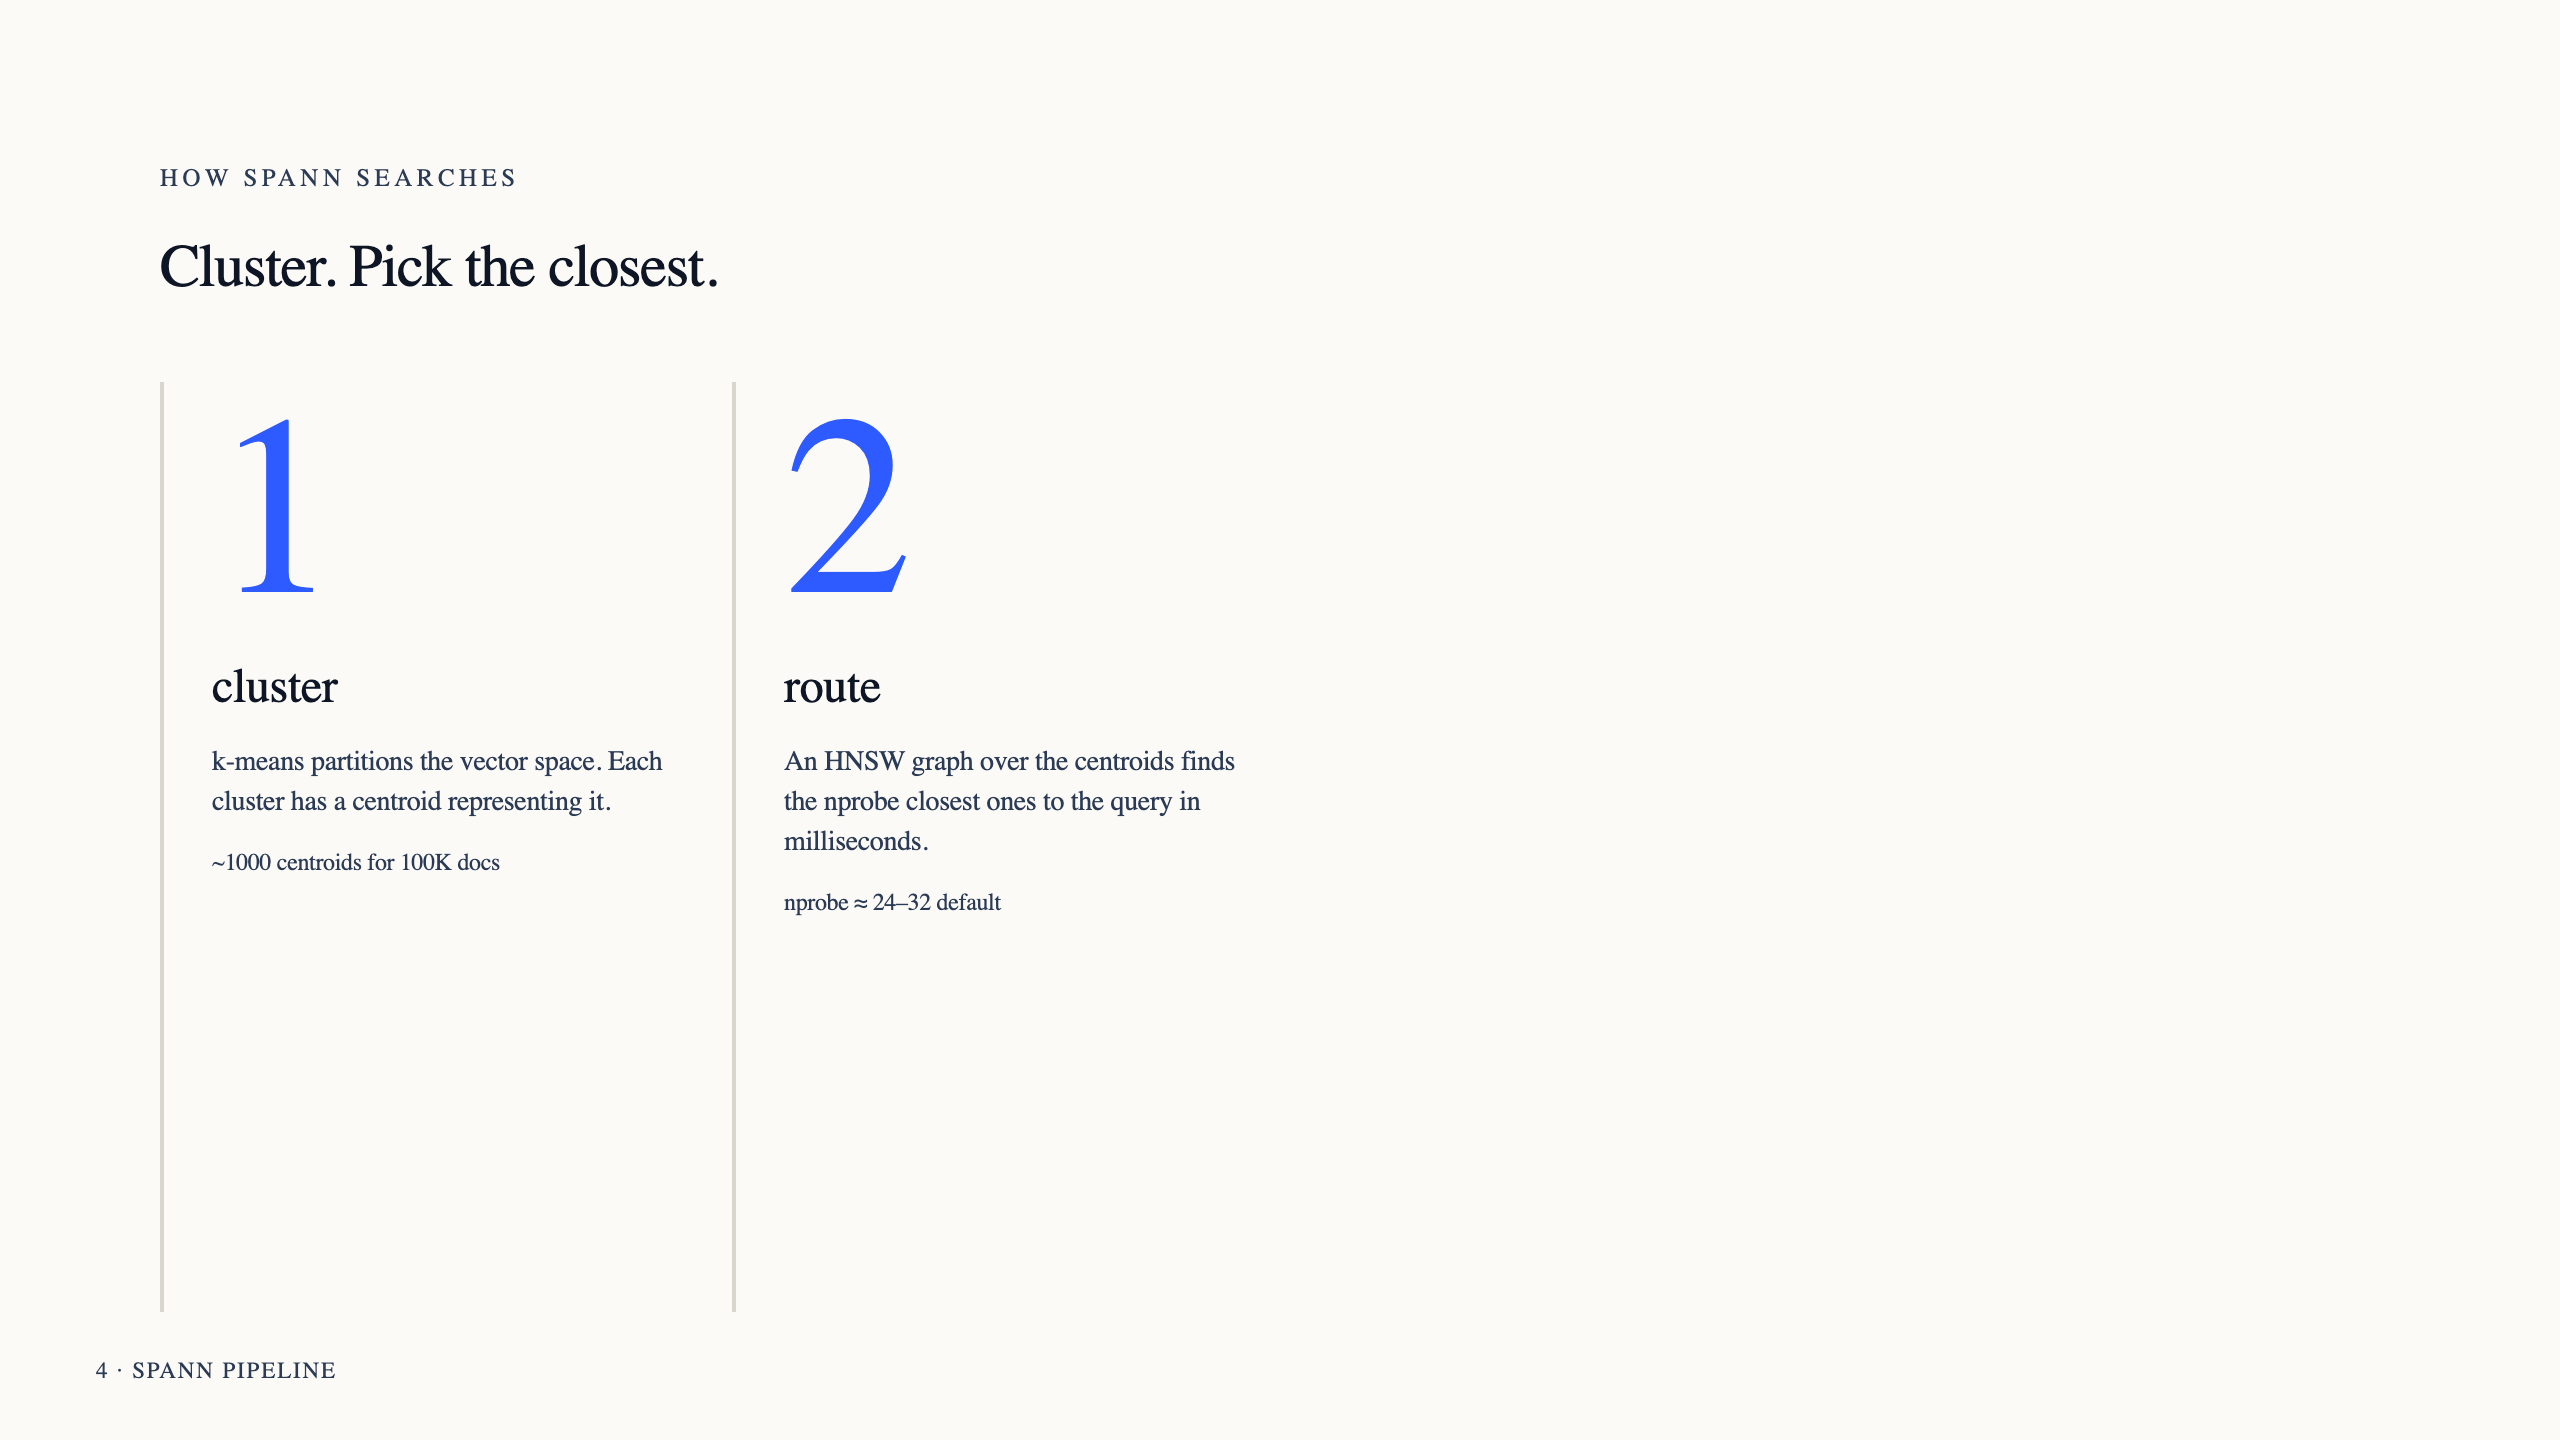 HOW SPANN SEARCHES
Cluster. Pick the closest.
1
cluster
k-means partitions the vector space. Each
cluster has a centroid representing it.
~1000 centroids for 100K docs
2
route
An HNSW graph over the centroids finds
the nprobe closest ones to the query in
milliseconds.
nprobe ≈ 24–32 default
4 · SPANN PIPELINE